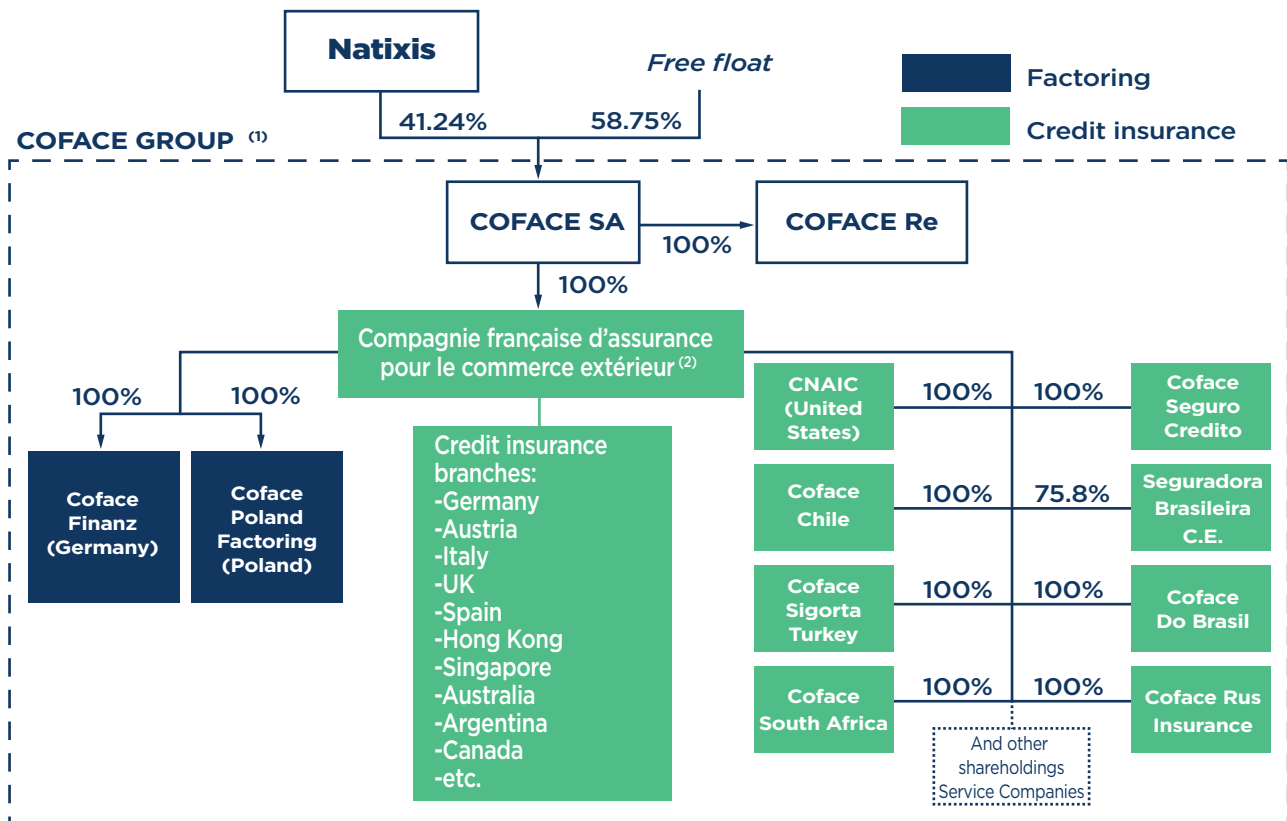 Natixis
Free float
Factoring
Credit insurance
41.24%
58.75%
COFACE GROUP (1)
COFACE SA
COFACE Re
100%
100%
Compagnie française d'assurance
pour le commerce extérieur (2)
100%
100%
Coface
Finanz
(Germany)
Coface
Poland
Factoring
(Poland)
Credit insurance
branches:
-Germany
-Austria
-Italy
-UK
-Spain
-Hong Kong
-Singapore
-Australia
-Argentina
-Canada
-etc.
CNAIC
(United
States)
100%
100%
Coface
Seguro
Credito
Coface
Chile
100%
75.8%
Seguradora
Brasileira
C.E.
Coface
Sigorta
Turkey
100%
100%
Coface
Do Brasil
Coface
South Africa
100%
100%
Coface Rus
Insurance
And other
shareholdings
Service Companies